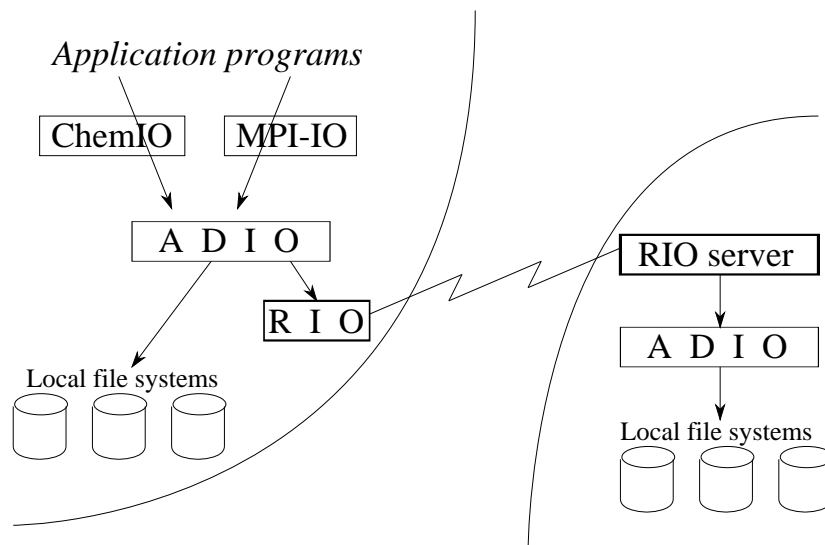 Application programs
ChemIO
MPI-IO
A D I O
R I O
Local file systems
RIO server
A D I O
Local file systems